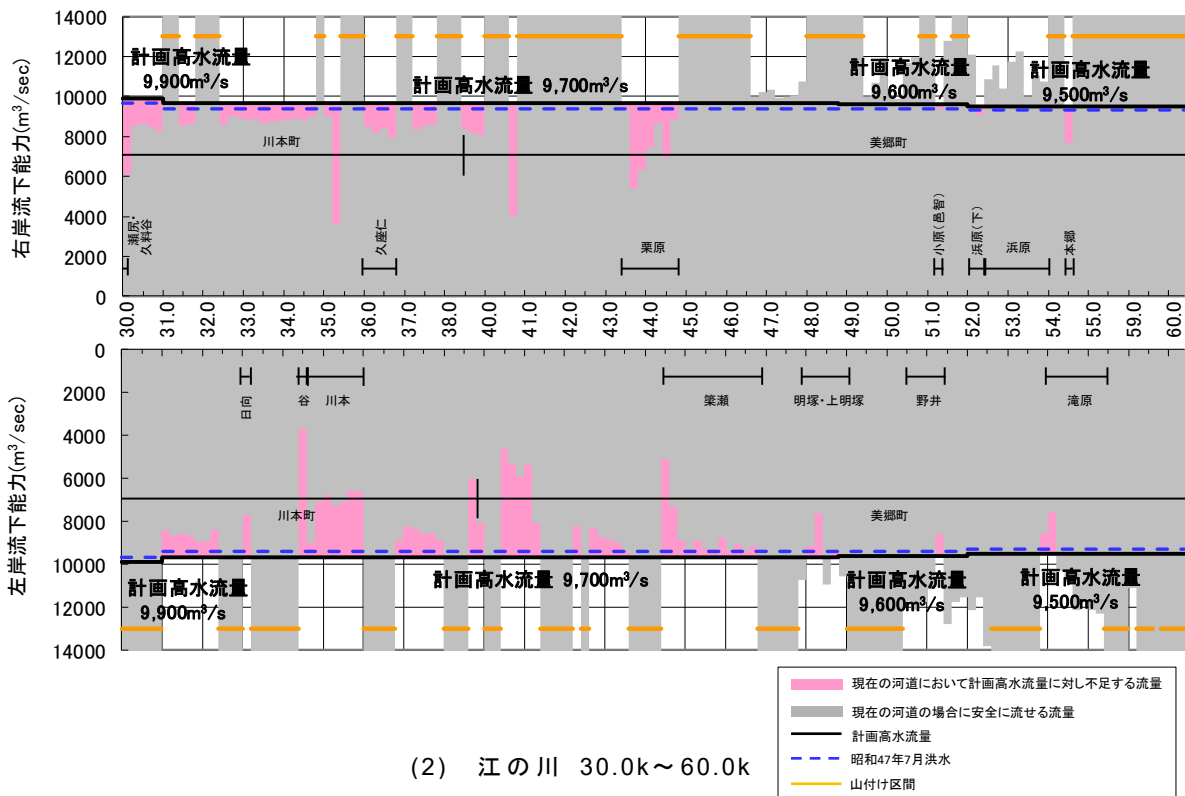 右岸流下能力(m³/sec)
14000
12000
10000
8000
6000
4000
2000
0
計画高水流量
9,900m³/s
計画高水流量 9,700m³/s
計画高水流量
9,600m³/s
計画高水流量
9,500m³/s
川本町
美郷町
瀬尻・
久料谷
久座仁
栗原
小原(邑智)
浜原(下)
浜原
本郷
30.0 31.0 32.0 33.0 34.0 35.0 36.0 37.0 38.0 39.0 40.0 41.0 42.0 43.0 44.0 45.0 46.0 47.0 48.0 49.0 50.0 51.0 52.0 53.0 54.0 55.0 59.0 60.0
左岸流下能力(m³/sec)
0
2000
4000
6000
8000
10000
12000
14000
日向
谷
川本
簗瀬
明塚・上明塚
野井
滝原
川本町
美郷町
計画高水流量
9,900m³/s
計画高水流量 9,700m³/s
計画高水流量
9,600m³/s
計画高水流量
9,500m³/s
現在の河道において計画高水流量に対し不足する流量
現在の河道の場合に安全に流せる流量
計画高水流量
昭和47年7月洪水
山付け区間
(2) 江の川 30.0k～60.0k